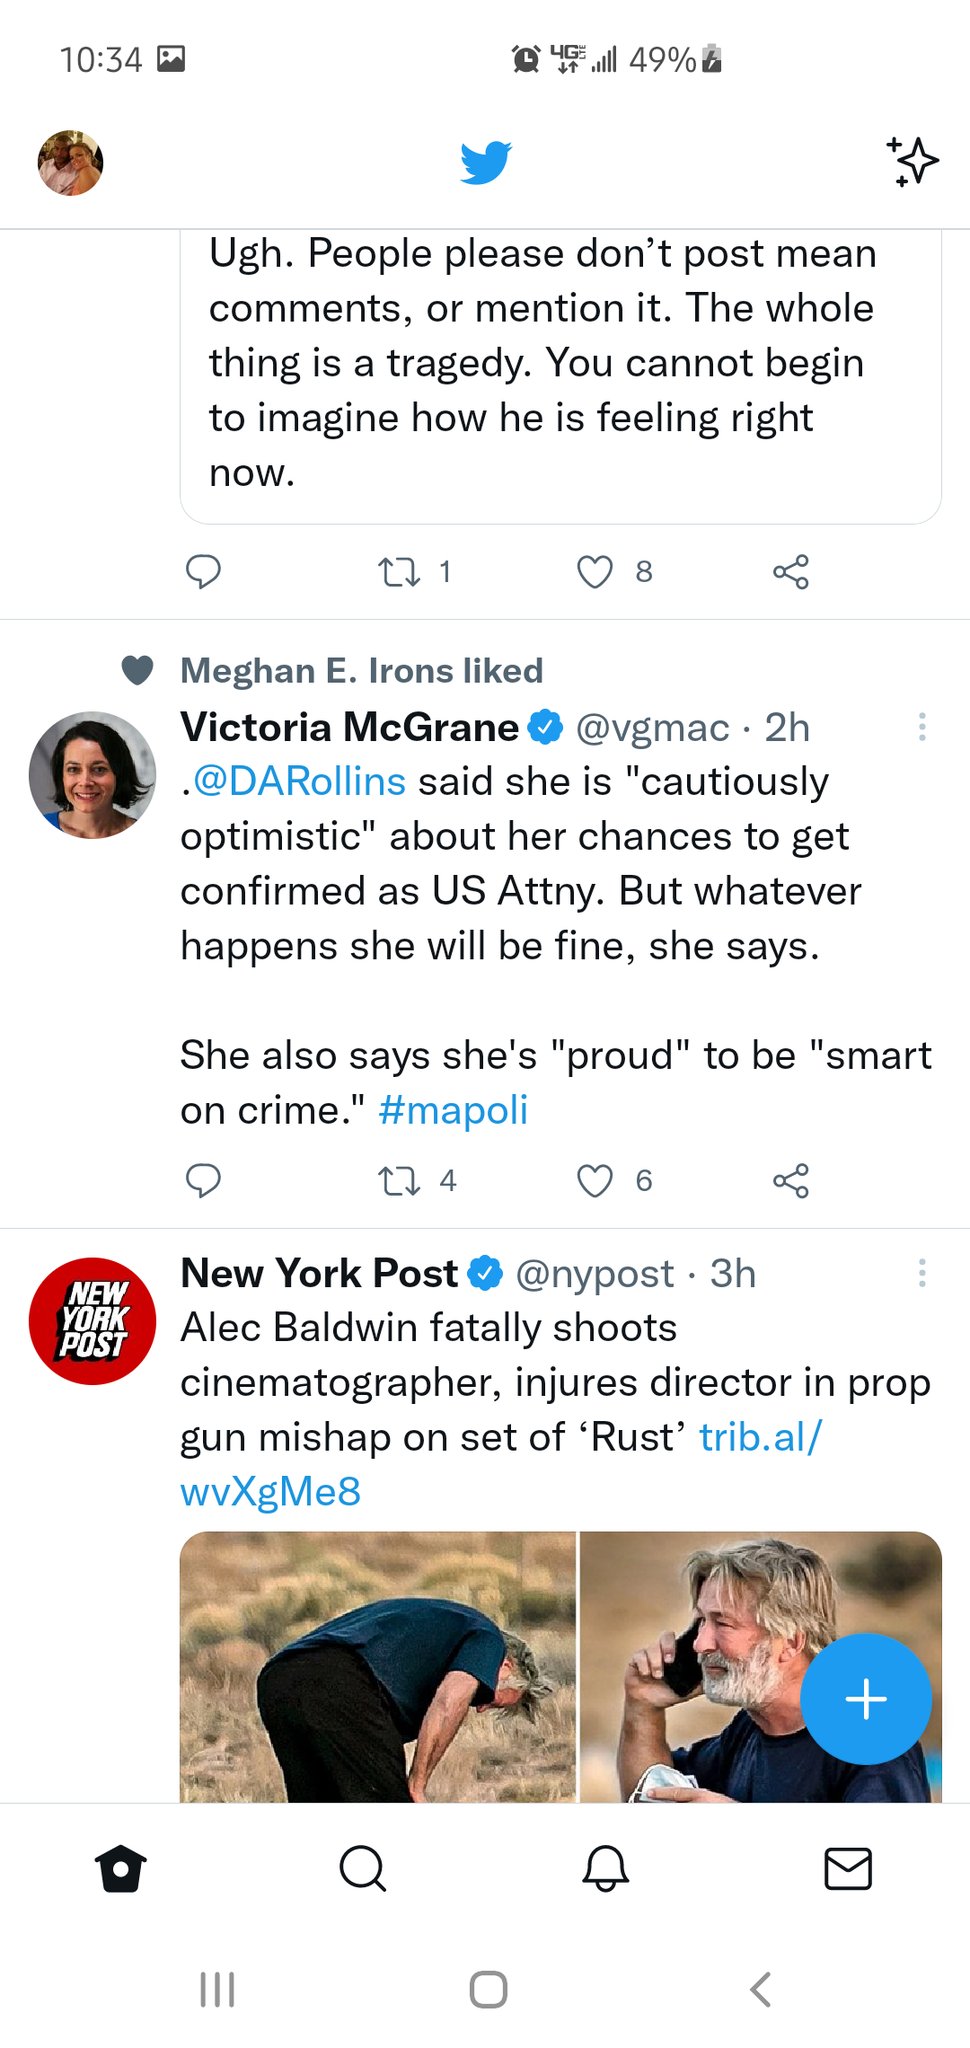 10:34 4G LTE 49%
Ugh. People please don’t post mean
comments, or mention it. The whole
thing is a tragedy. You cannot begin
to imagine how he is feeling right
now.
1 8
Meghan E. Irons liked
Victoria McGrane @vgmac · 2h
.@DARollins said she is "cautiously
optimistic" about her chances to get
confirmed as US Attny. But whatever
happens she will be fine, she says.
She also says she's "proud" to be "smart
on crime." #mapoli
4 6
New York Post @nypost · 3h
NEW
YORK
POST
Alec Baldwin fatally shoots
cinematographer, injures director in prop
gun mishap on set of ‘Rust’ trib.al/
wvXgMe8